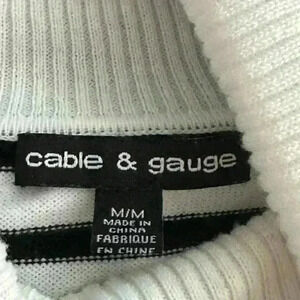 cable & gauge
M/M
MADE IN
CHINA
FABRIQUE
EN CHINE